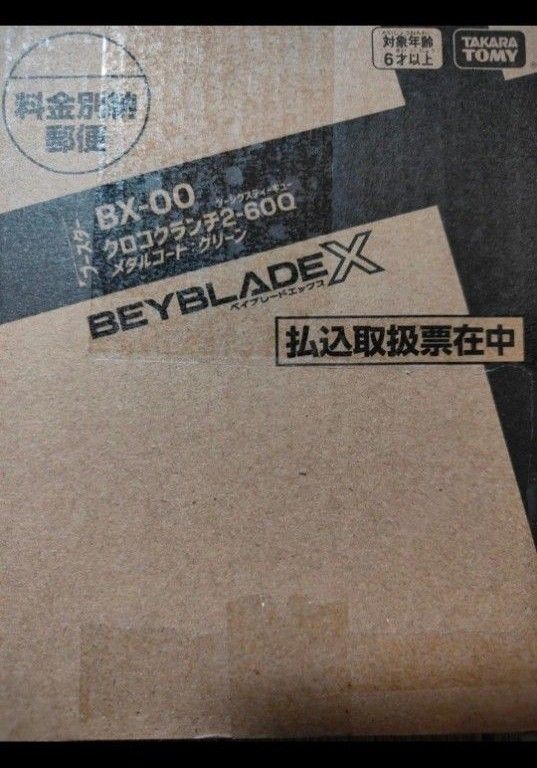 対象年齢
6才以上
TAKARA
TOMY
料金別納
郵便
ブースター
BX-00
クロコクランチ2-60Q
メタルコート:グリーン
BEYBLADE X
ベイブレードエックス
払込取扱票在中